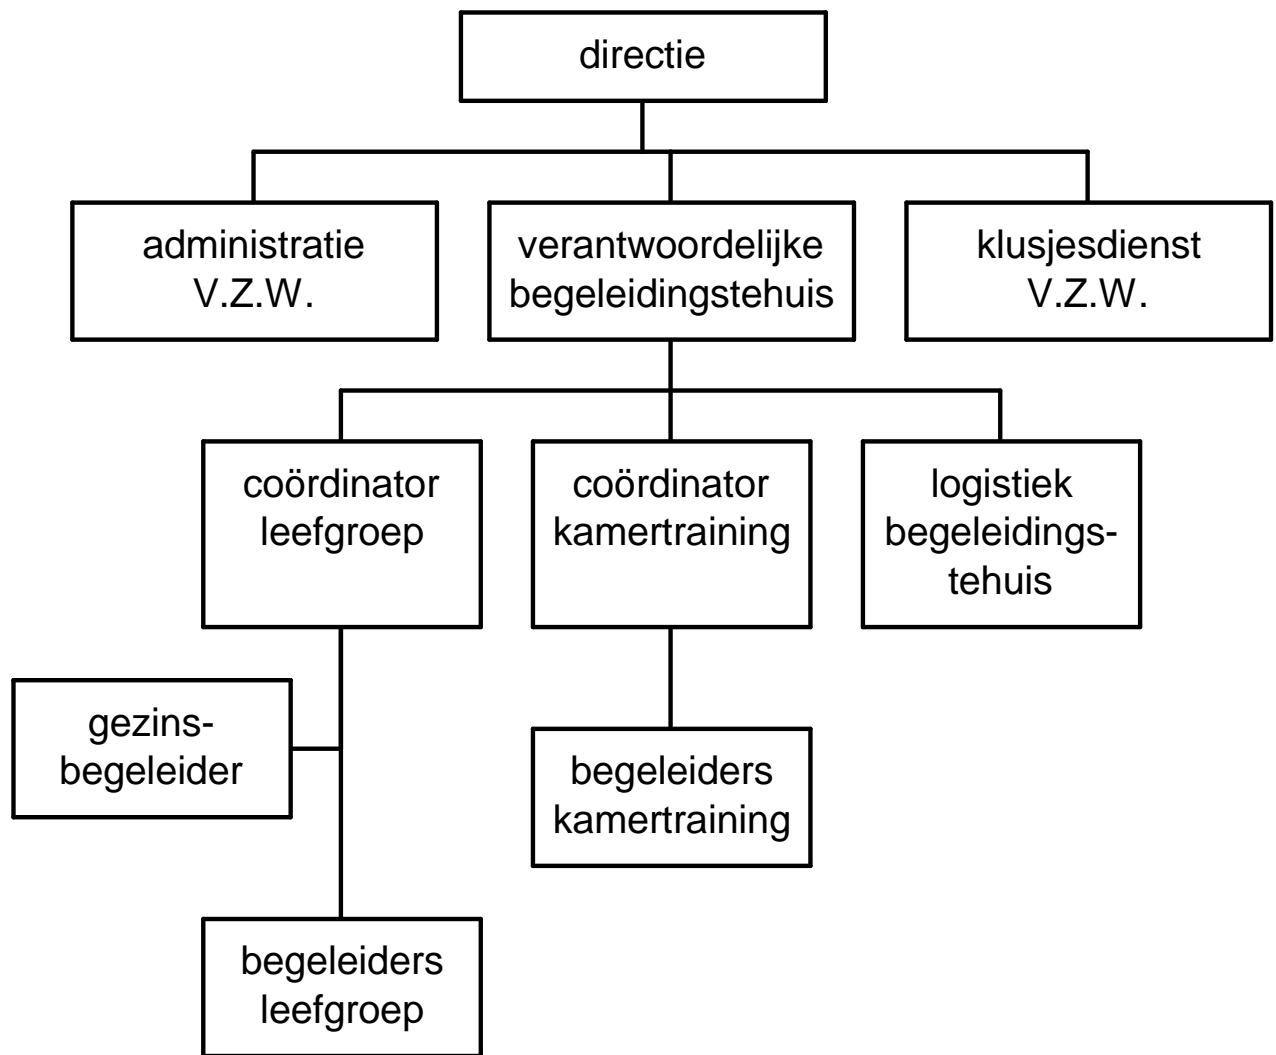 directie
administratie
V.Z.W.
verantwoordelijke
begeleidingstehuis
klusjesdienst
V.Z.W.
coördinator
leefgroep
coördinator
kamertraining
logistiek
begeleidings-
tehuis
gezins-
begeleider
begeleiders
kamertraining
begeleiders
leefgroep